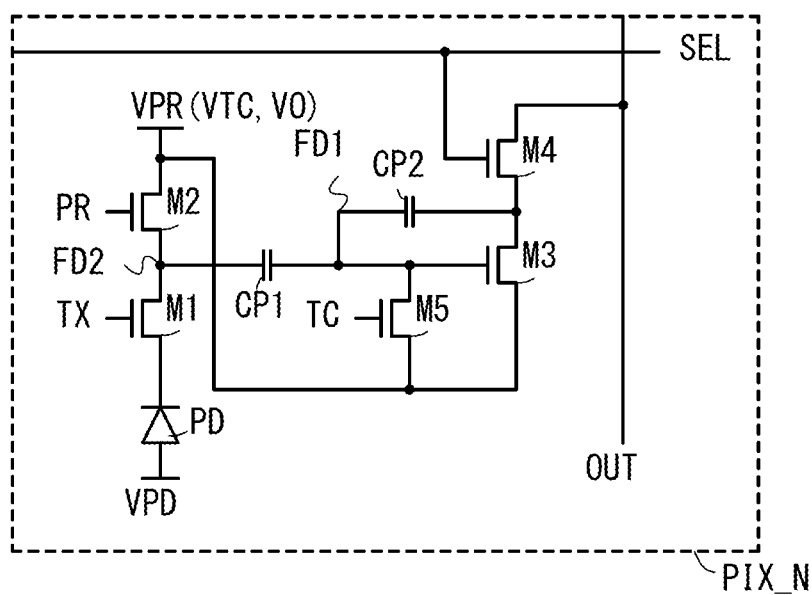 SEL
VPR(VTC, VO)
FD1
CP2
M4
PR
M2
FD2
M3
CP1
TX
M1
TC
M5
PD
OUT
VPD
PIX_N